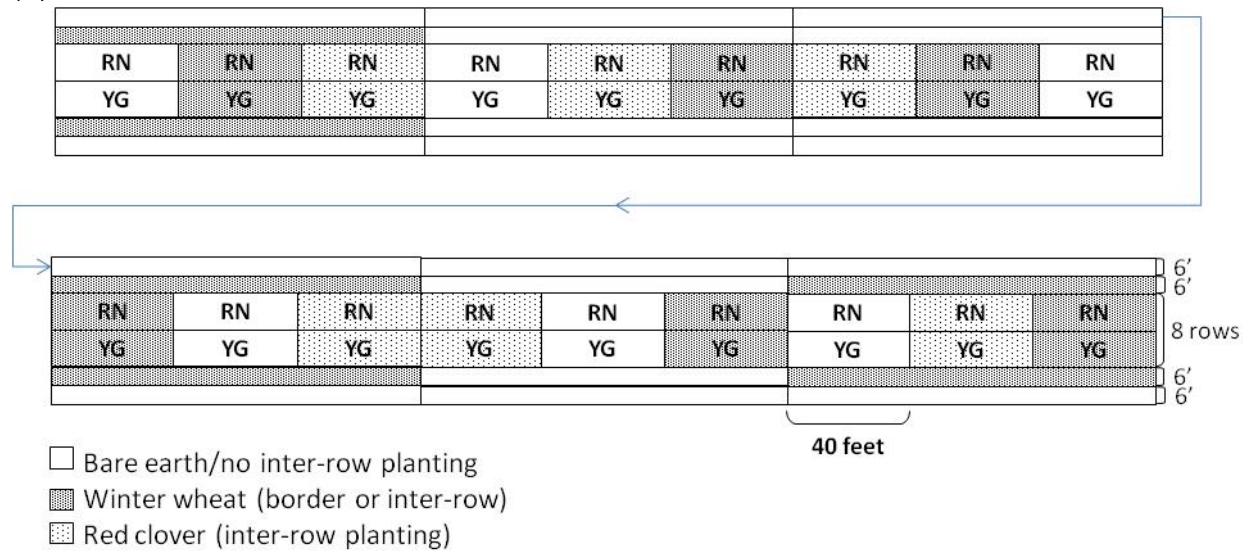 RN RN RN RN RN RN RN RN RN
YG YG YG YG YG YG YG YG YG
6'
6'
RN RN RN RN RN RN RN RN RN
8 rows
YG YG YG YG YG YG YG YG YG
6'
6'
40 feet
Bare earth/no inter-row planting
Winter wheat (border or inter-row)
Red clover (inter-row planting)